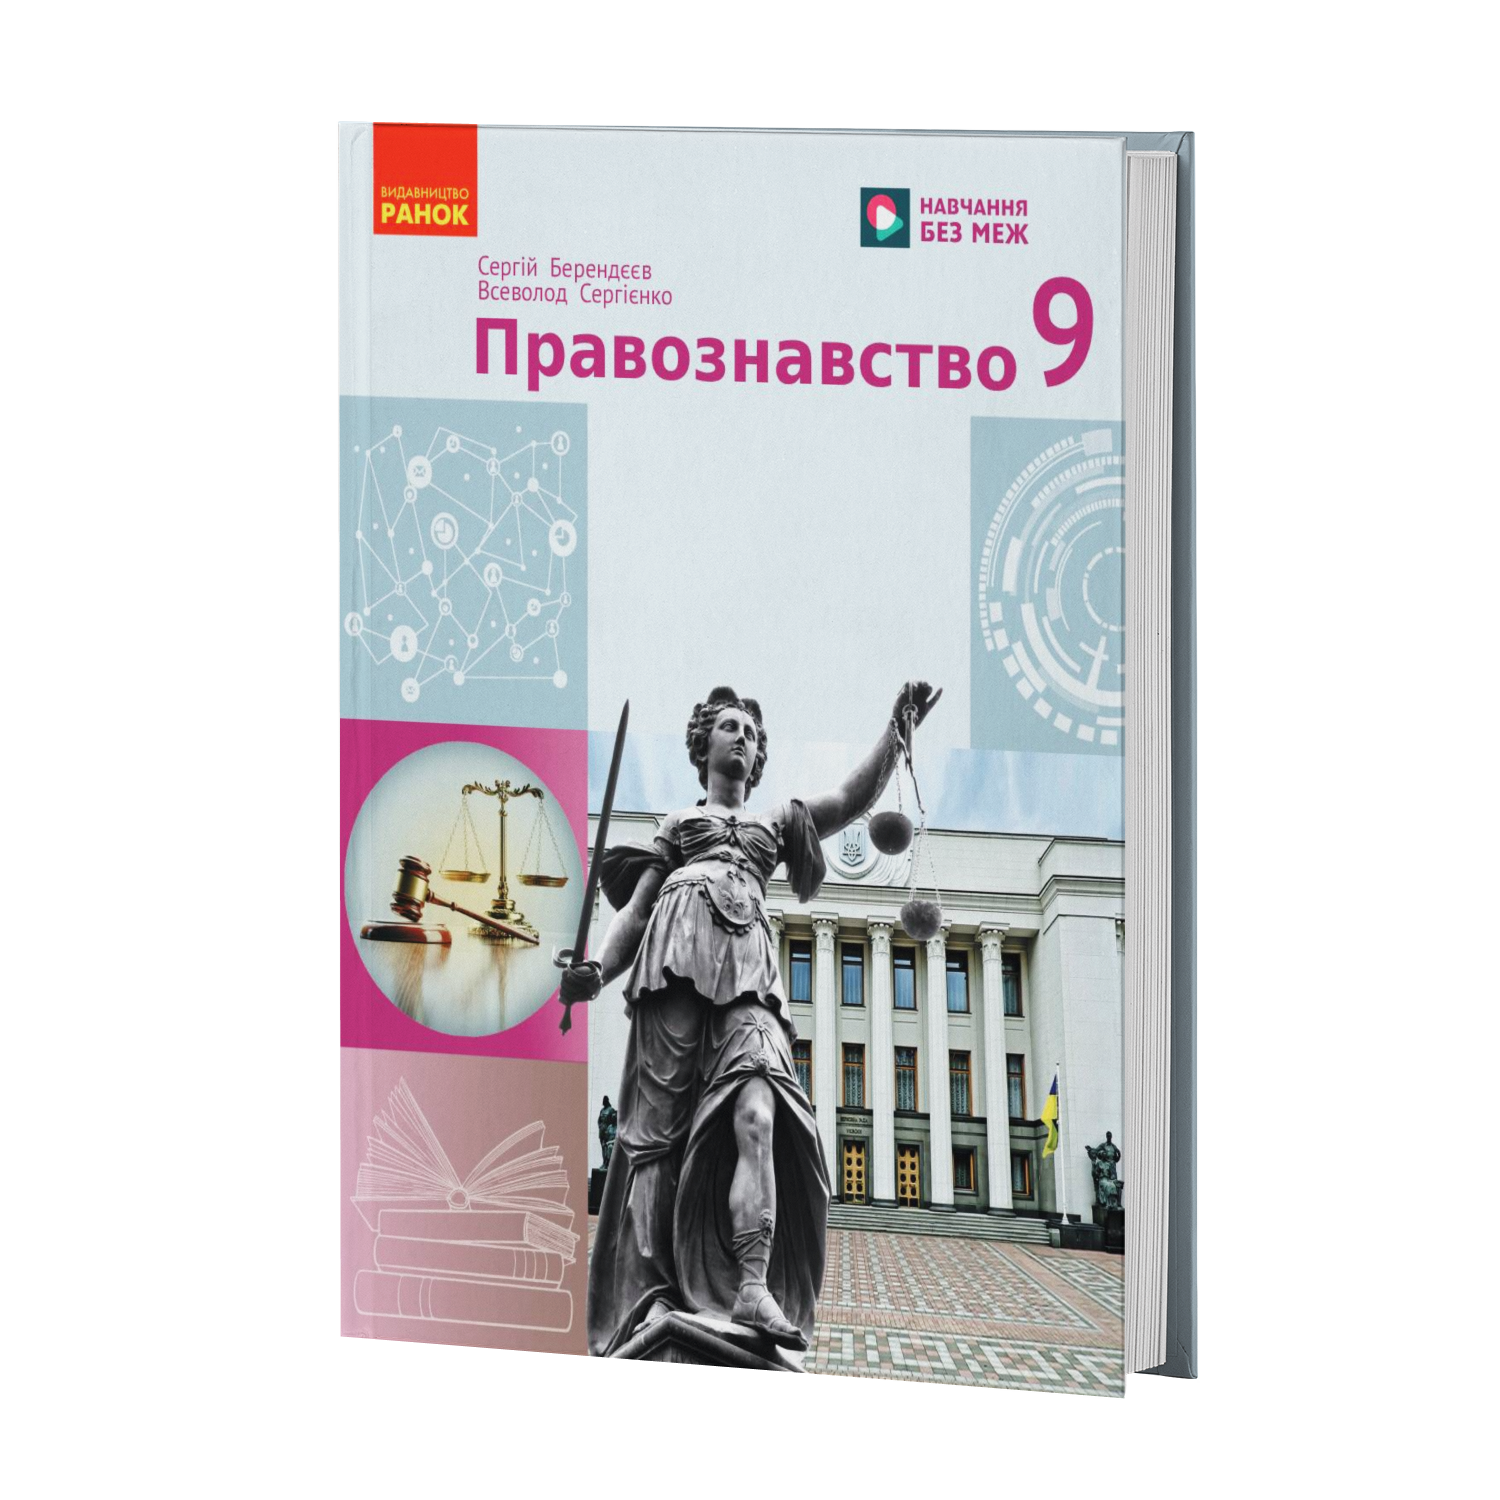 ВИДАВНИЦТВО
РАНОК
НАВЧАННЯ
БЕЗ МЕЖ
Сергій Берендєєв
Всеволод Сергієнко
Правознавство 9